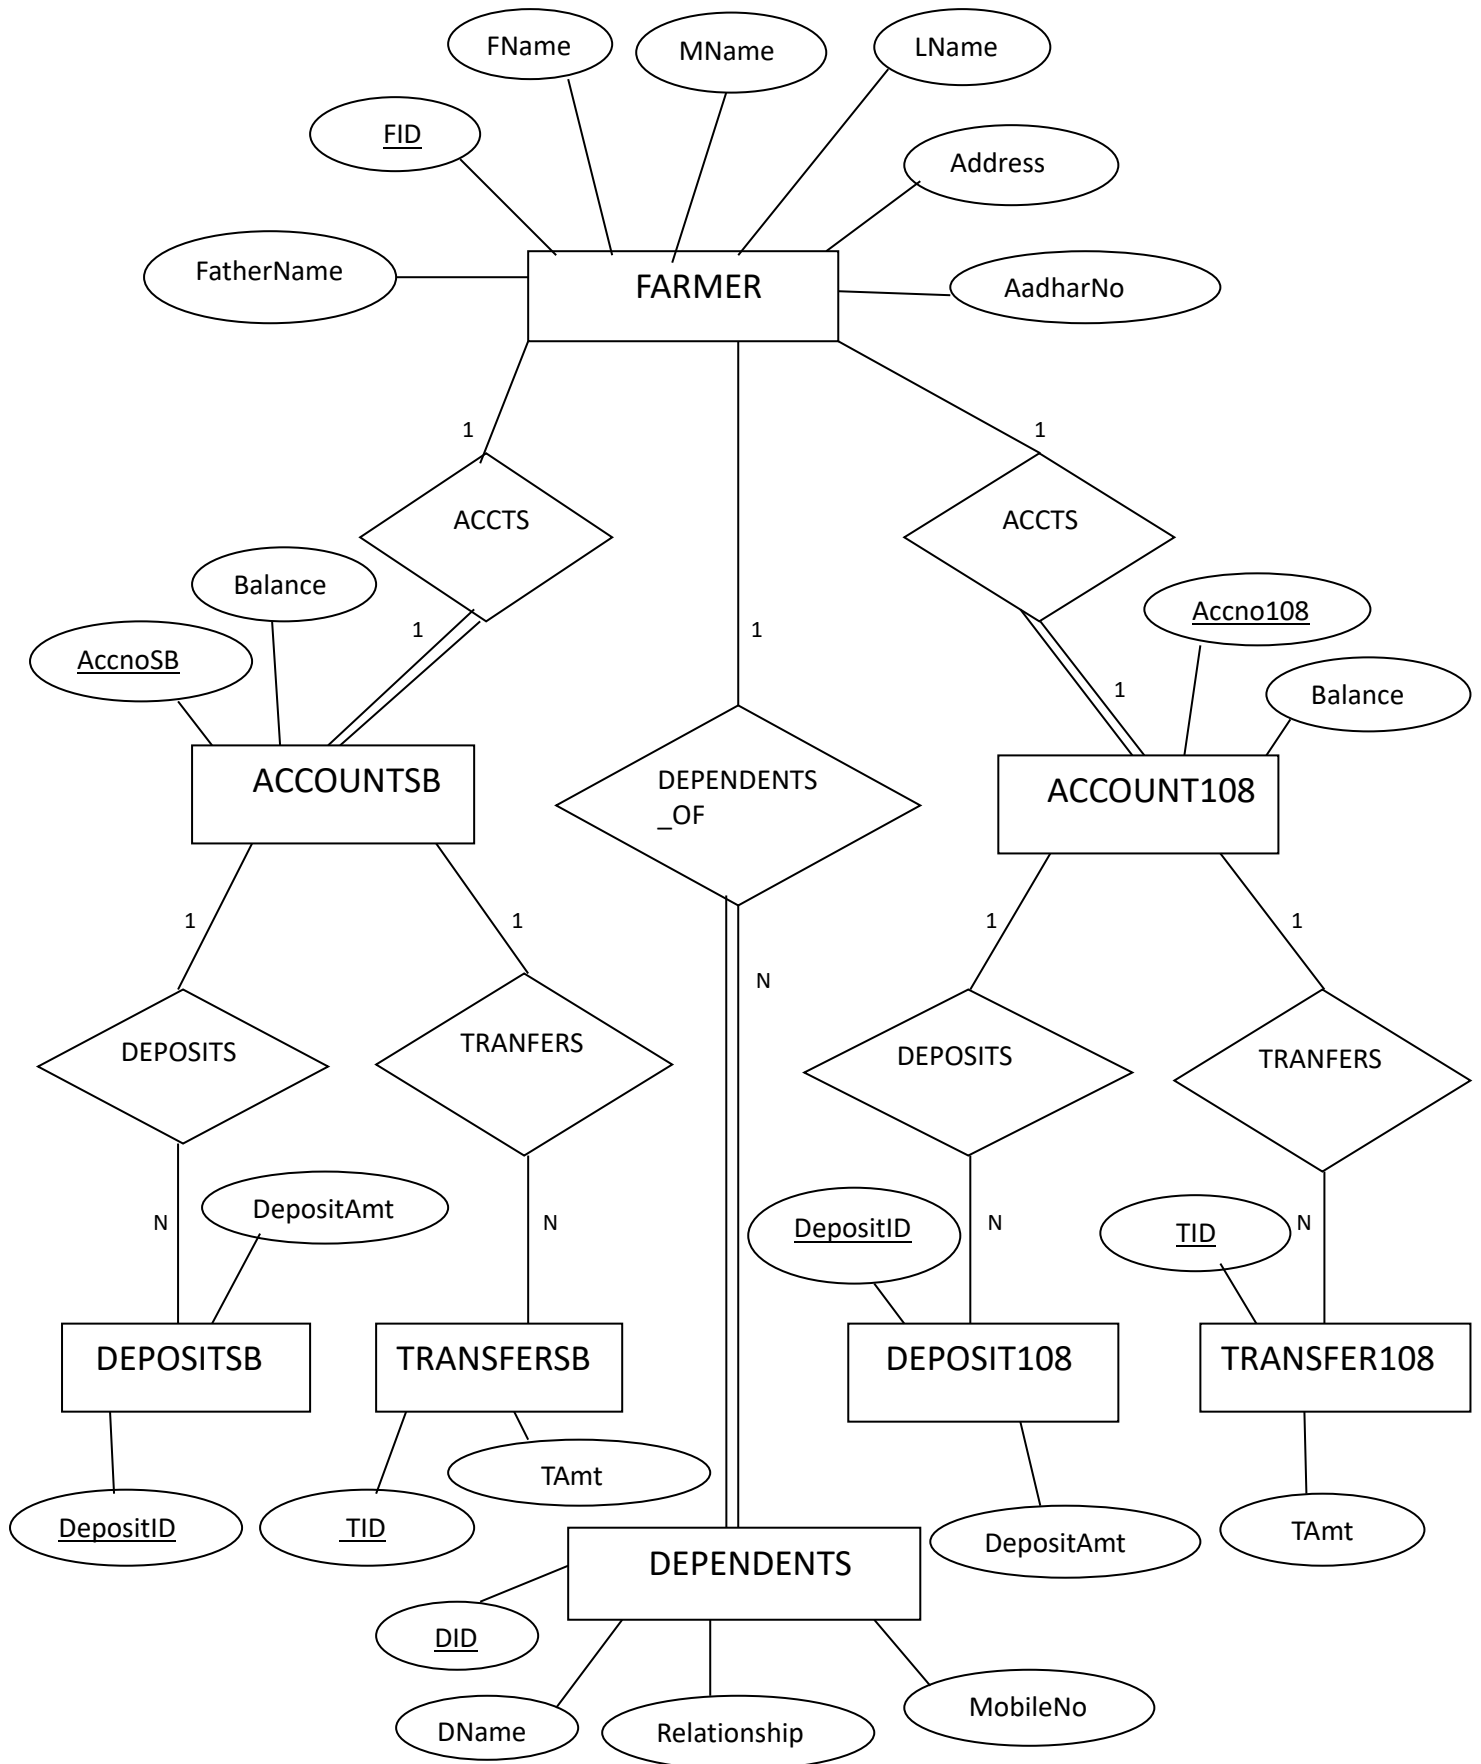 FName
MName
LName
FID
Address
FatherName
FARMER
AadharNo
1
1
ACCTS
ACCTS
Balance
Accno108
1
1
AccnoSB
1
Balance
ACCOUNTSB
DEPENDENTS
_OF
ACCOUNT108
1
1
1
1
N
DEPOSITS
TRANFERS
DEPOSITS
TRANFERS
DepositAmt
N
N
DepositID
N
TID
N
DEPOSITSB
TRANSFERSB
DEPOSIT108
TRANSFER108
TAmt
DepositID
TID
DepositAmt
TAmt
DEPENDENTS
DID
DName
Relationship
MobileNo